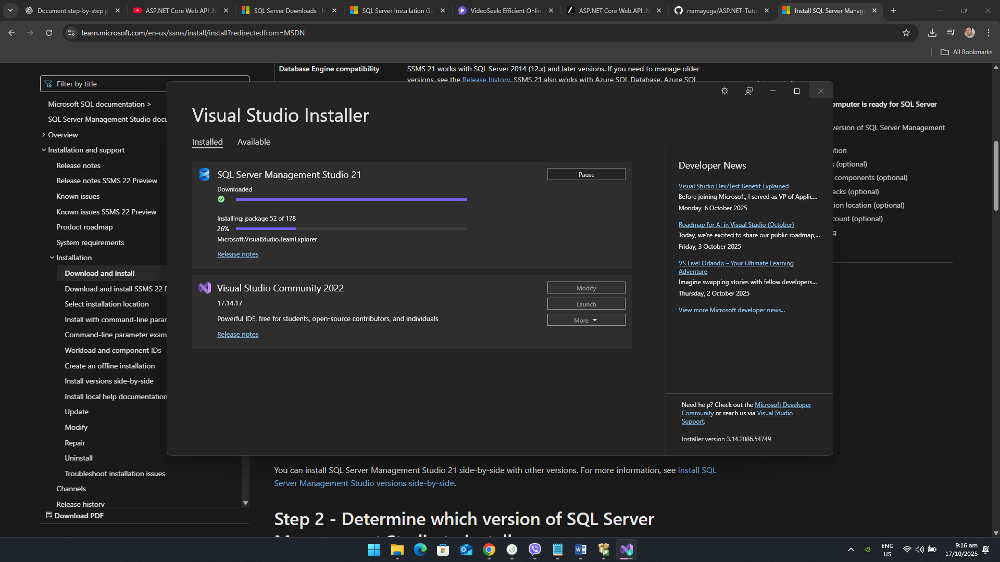 Document step-by-step p
ASP.NET Core Web API .N
SQL Server Downloads | M
SQL Server Installation Gu
VideoSeek: Efficient Onlin
ASP.NET Core Web API .N
rramayuga/ASP.NET-Tuto
Install SQL Server Manage
learn.microsoft.com/en-us/ssms/install/install?redirectedfrom=MSDN
All Bookmarks
Filter by title
Microsoft SQL documentation >
SQL Server Management Studio docu
Overview
Installation and support
Release notes
Release notes SSMS 22 Preview
Known issues
Known issues SSMS 22 Preview
Product roadmap
System requirements
Installation
Download and install
Download and install SSMS 22 P
Select installation location
Install with command-line param
Command-line parameter exam
Workload and component IDs
Create an offline installation
Install versions side-by-side
Install local help documentation
Update
Modify
Repair
Uninstall
Troubleshoot installation issues
Channels
Release history
Download PDF
Database Engine compatibility
SSMS 21 works with SQL Server 2014 (12.x) and later versions. If you need to manage older
versions, see the Release history. SSMS 21 also works with Azure SQL Database, Azure SQL
Visual Studio Installer
Installed
Available
SQL Server Management Studio 21
Pause
Downloaded
Installing: package 52 of 178
26%
Microsoft.VisualStudio.TeamExplorer
Release notes
Visual Studio Community 2022
Modify
17.14.17
Launch
Powerful IDE, free for students, open-source contributors, and individuals
More
Release notes
Developer News
Visual Studio Dev/Test Benefit Explained
Before joining Microsoft, I served as VP of Applic...
Monday, 6 October 2025
Roadmap for AI in Visual Studio (October)
Today, we're excited to share our public roadmap,...
Friday, 3 October 2025
VS Live! Orlando – Your Ultimate Learning
Adventure
Imagine swapping stories with fellow developers...
Thursday, 2 October 2025
View more Microsoft developer news...
Need help? Check out the Microsoft Developer
Community or reach us via Visual Studio
Support.
Installer version 3.14.2086.54749
omputer is ready for SQL Server
version of SQL Server Management
tion
s (optional)
components (optional)
acks (optional)
ion location (optional)
count (optional)
g
You can install SQL Server Management Studio 21 side-by-side with other versions. For more information, see Install SQL
Server Management Studio versions side-by-side.
Step 2 - Determine which version of SQL Server
Management Studio to install
ENG
US
9:16 am
17/10/2025